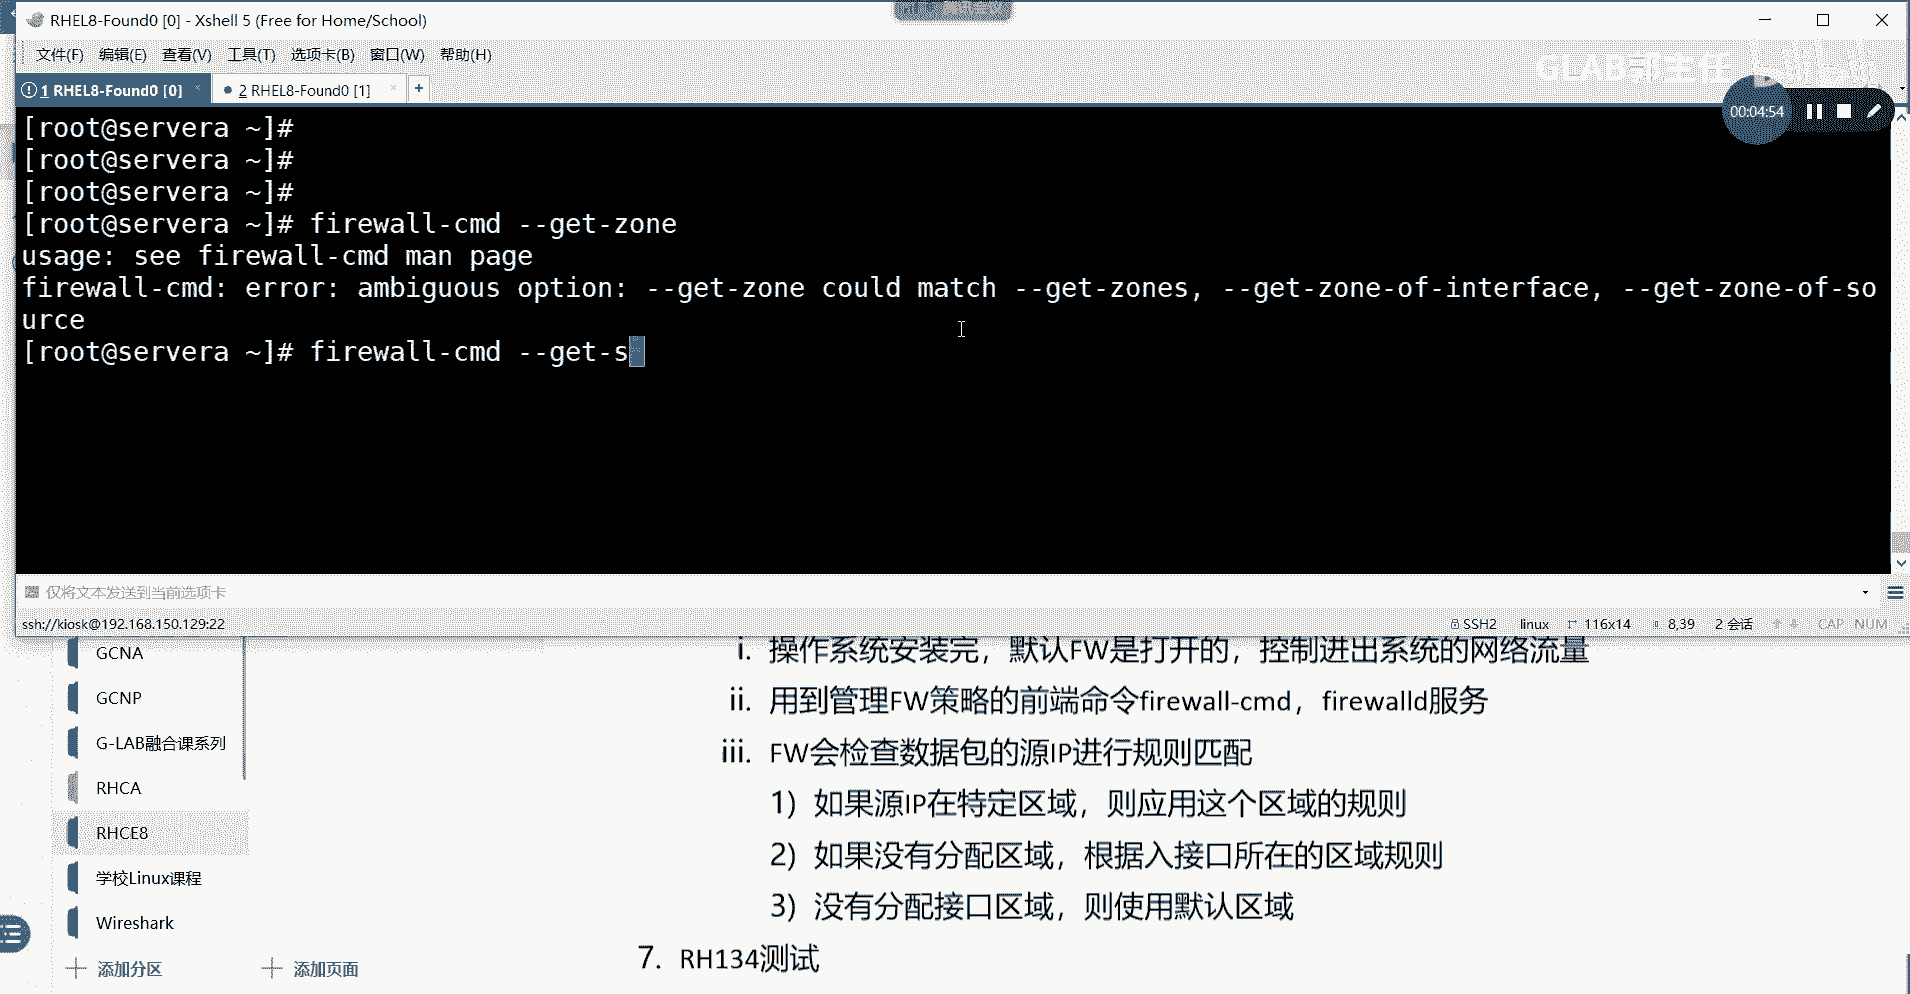 RHEL8-Found0 [0] - Xshell 5 (Free for Home/School)
文件(F) 编辑(E) 查看(V) 工具(T) 选项卡(B) 窗口(W) 帮助(H)
GLAB郭主任
1 RHEL8-Found0 [0] × 2 RHEL8-Found0 [1] × +
00:04:54
[root@servera ~]#
[root@servera ~]#
[root@servera ~]#
[root@servera ~]# firewall-cmd --get-zone
usage: see firewall-cmd man page
firewall-cmd: error: ambiguous option: --get-zone could match --get-zones, --get-zone-of-interface, --get-zone-of-so
urce
[root@servera ~]# firewall-cmd --get-s
仅将文本发送到当前选项卡
ssh://kiosk@192.168.150.129:22
SSH2 linux 116x14 8,39 2 会话 CAP NUM
GCNA
GCNP
G-LAB融合课系列
RHCA
RHCE8
学校Linux课程
Wireshark
添加分区 添加页面
i. 操作系统安装完，默认FW是打开的，控制进出系统的网络流量
ii. 用到管理FW策略的前端命令firewall-cmd，firewalld服务
iii. FW会检查数据包的源IP进行规则匹配
1) 如果源IP在特定区域，则应用这个区域的规则
2) 如果没有分配区域，根据入接口所在的区域规则
3) 没有分配接口区域，则使用默认区域
7. RH134测试